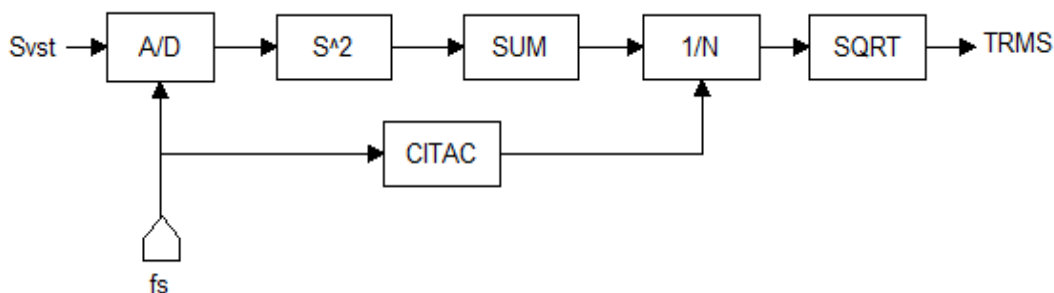 Svst
A/D
S^2
SUM
1/N
SQRT
TRMS
CITAC
fs